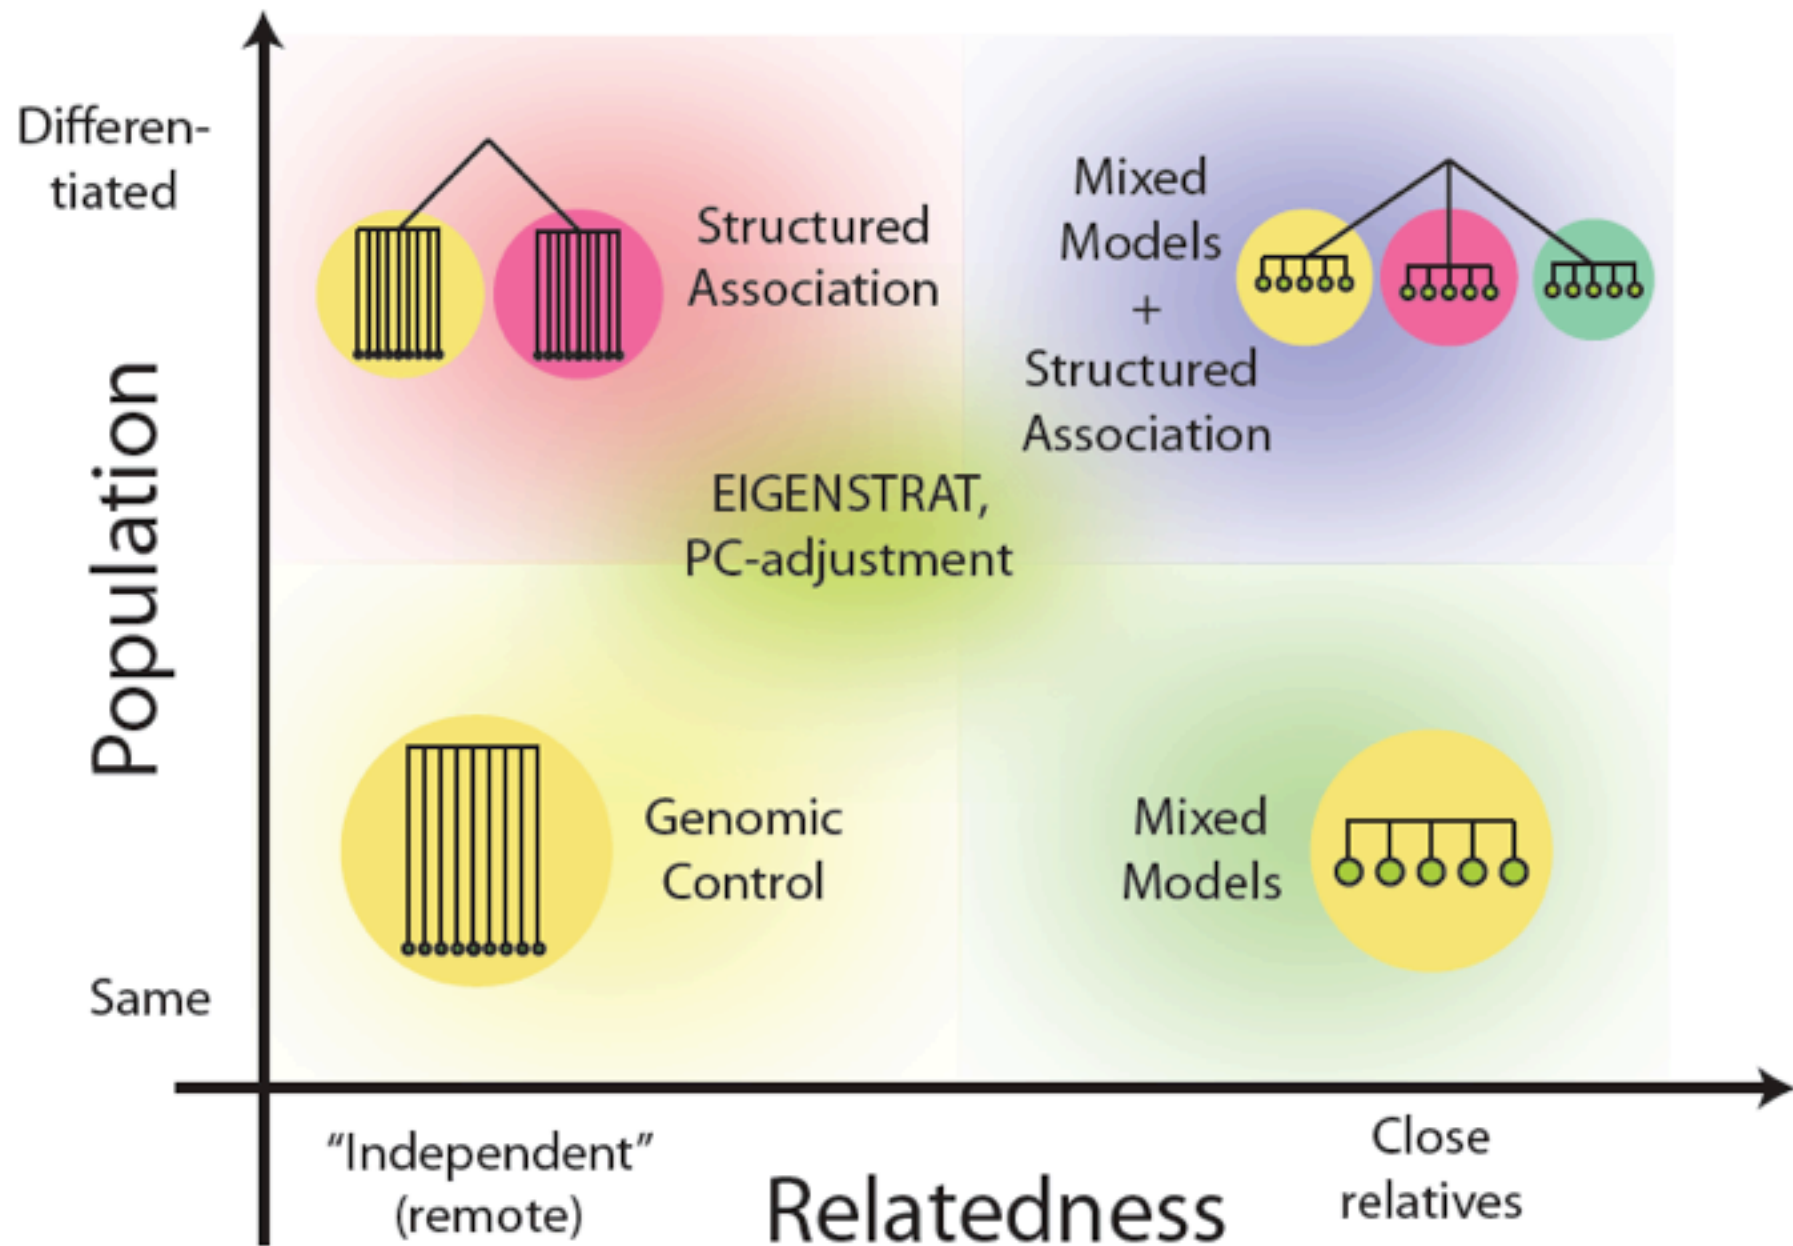 Differen-
tiated
Structured
Association
Mixed
Models
+
Structured
Association
EIGENSTRAT,
PC-adjustment
Population
Genomic
Control
Mixed
Models
Same
“Independent”
(remote)
Relatedness
Close
relatives